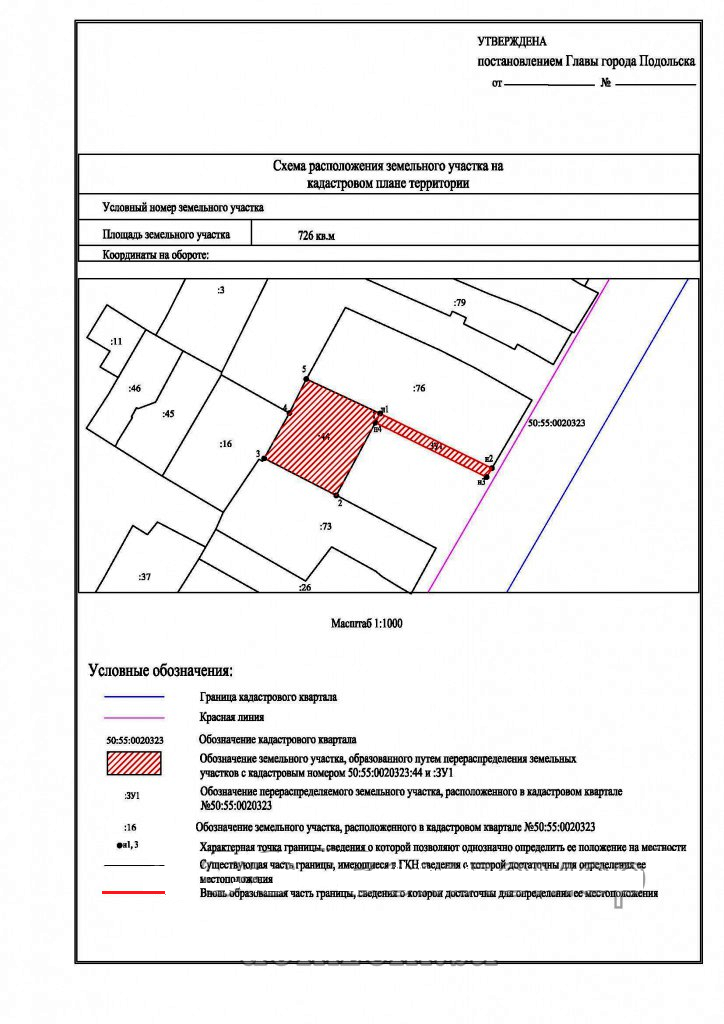 УТВЕРЖДЕНА
постановлением Главы города Подольска
от № 
Схема расположения земельного участка на
кадастровом плане территории
Условный номер земельного участка
Площадь земельного участка 726 кв.м
Координаты на обороте:
:3
:79
:11
5
:76
:46
:45
4
н1
:44
н4
50:55:0020323
:16
:ЗУ1
3
н2
н3
2
:73
:37
:26
Масштаб 1:1000
Условные обозначения:
Граница кадастрового квартала
Красная линия
50:55:0020323 Обозначение кадастрового квартала
Обозначение земельного участка, образованного путем перераспределения земельных
участков с кадастровым номером 50:55:0020323:44 и :ЗУ1
:ЗУ1 Обозначение перераспределяемого земельного участка, расположенного в кадастровом квартале
№50:55:0020323
:16 Обозначение земельного участка, расположенного в кадастровом квартале №50:55:0020323
н1, 3 Характерная точка границы, сведения о которой позволяют однозначно определить ее положение на местности
Существующая часть границы, имеющиеся в ГКН сведения о которой достаточны для определения ее
местоположения
Вновь образованная часть границы, сведения о которой достаточны для определения ее местоположения